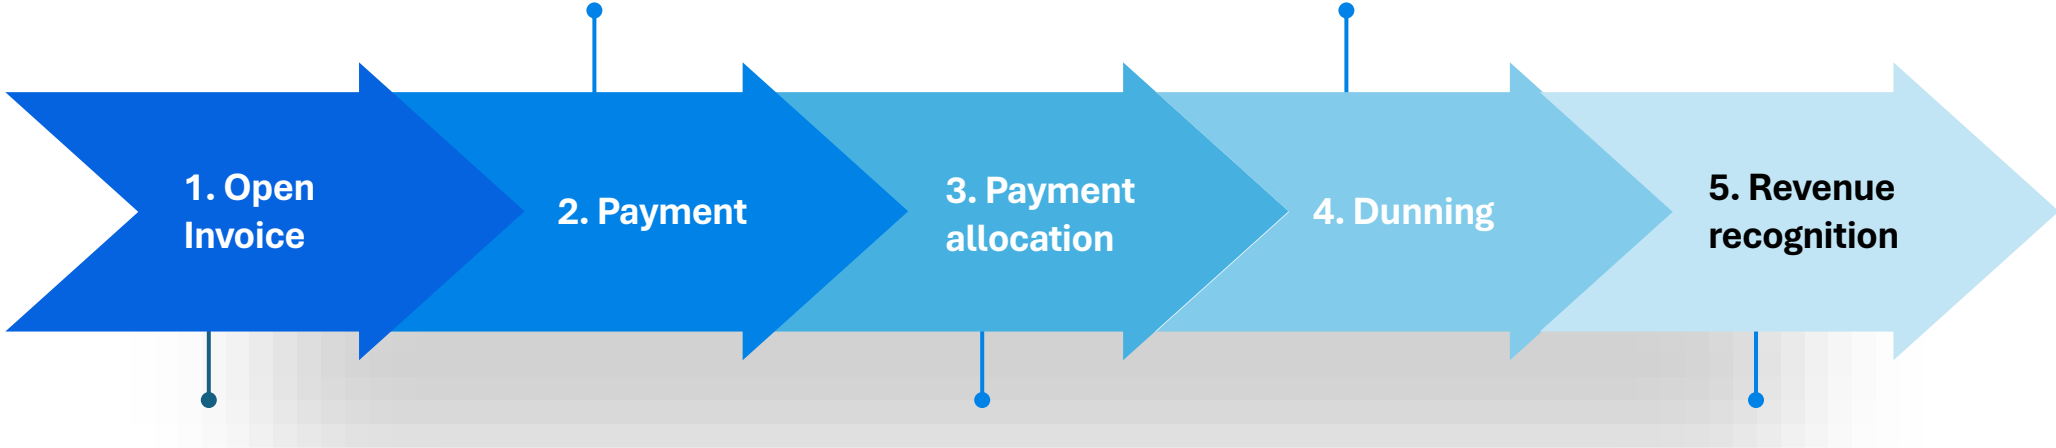 1. Open
Invoice
2. Payment
3. Payment
allocation
4. Dunning
5. Revenue
recognition